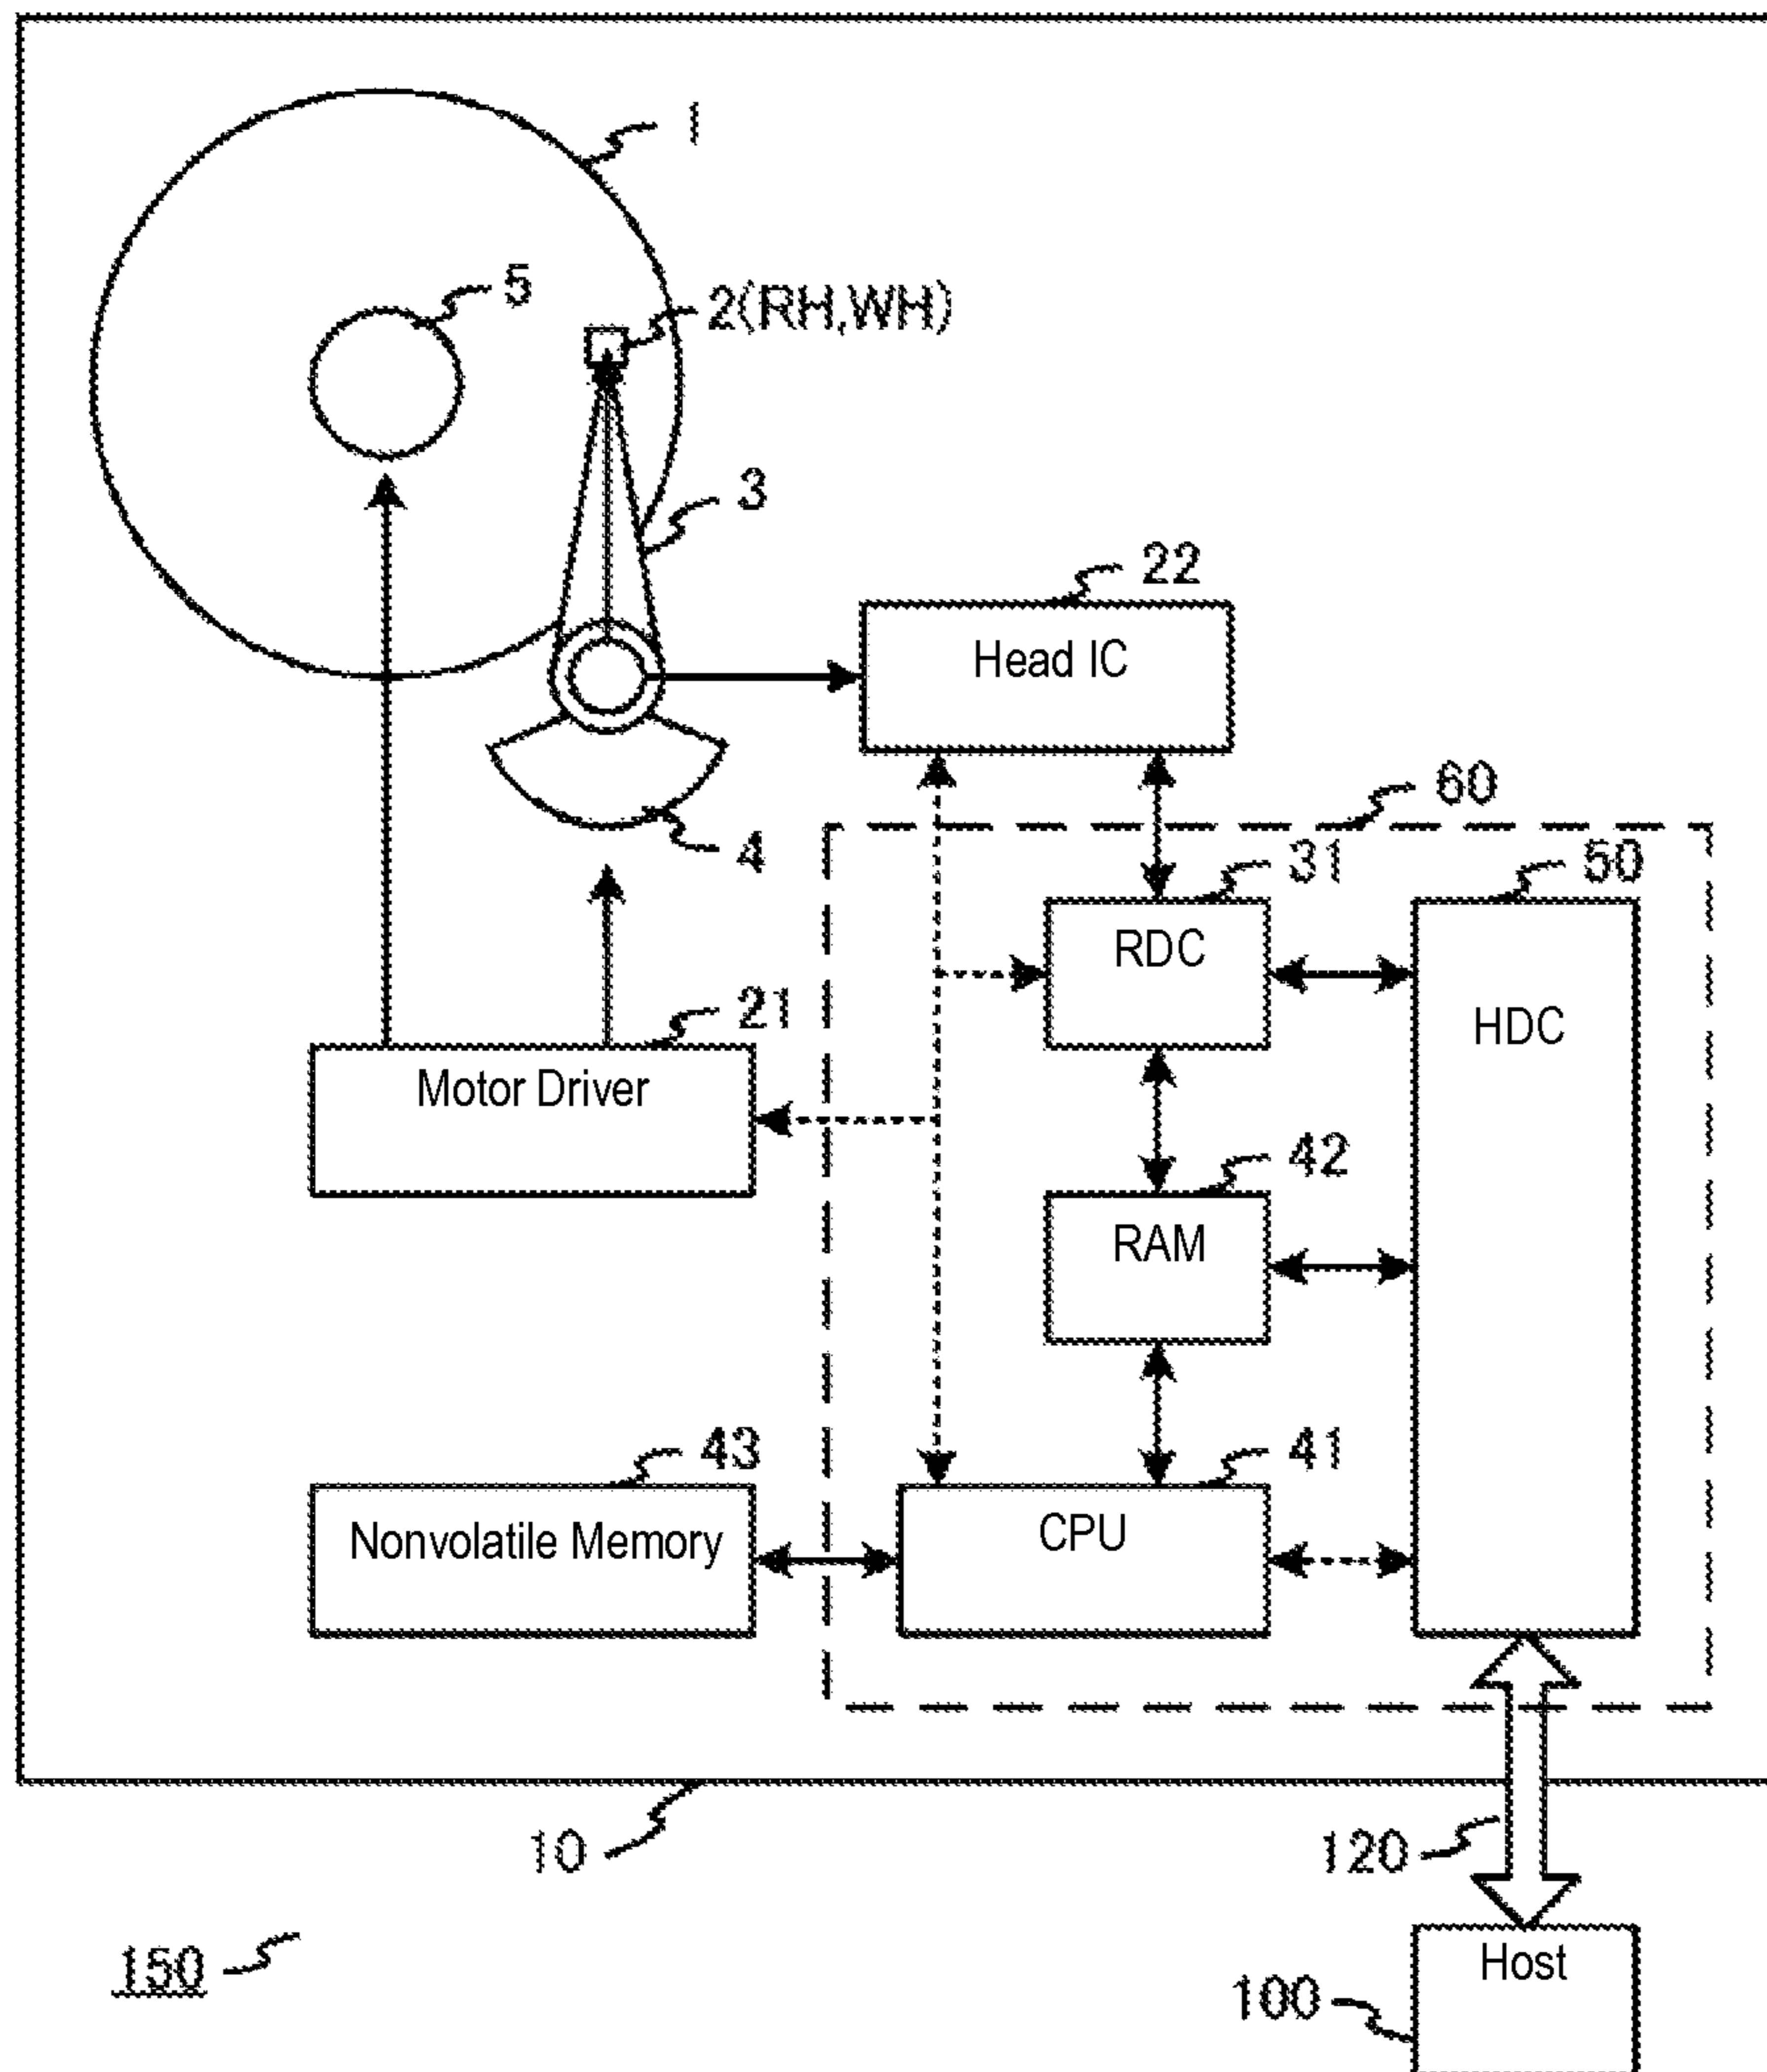 1
5
2(RH,WH)
3
22
Head IC
4
60
31
50
RDC
HDC
21
Motor Driver
42
RAM
43
41
Nonvolatile Memory
CPU
10
120
150
Host
100